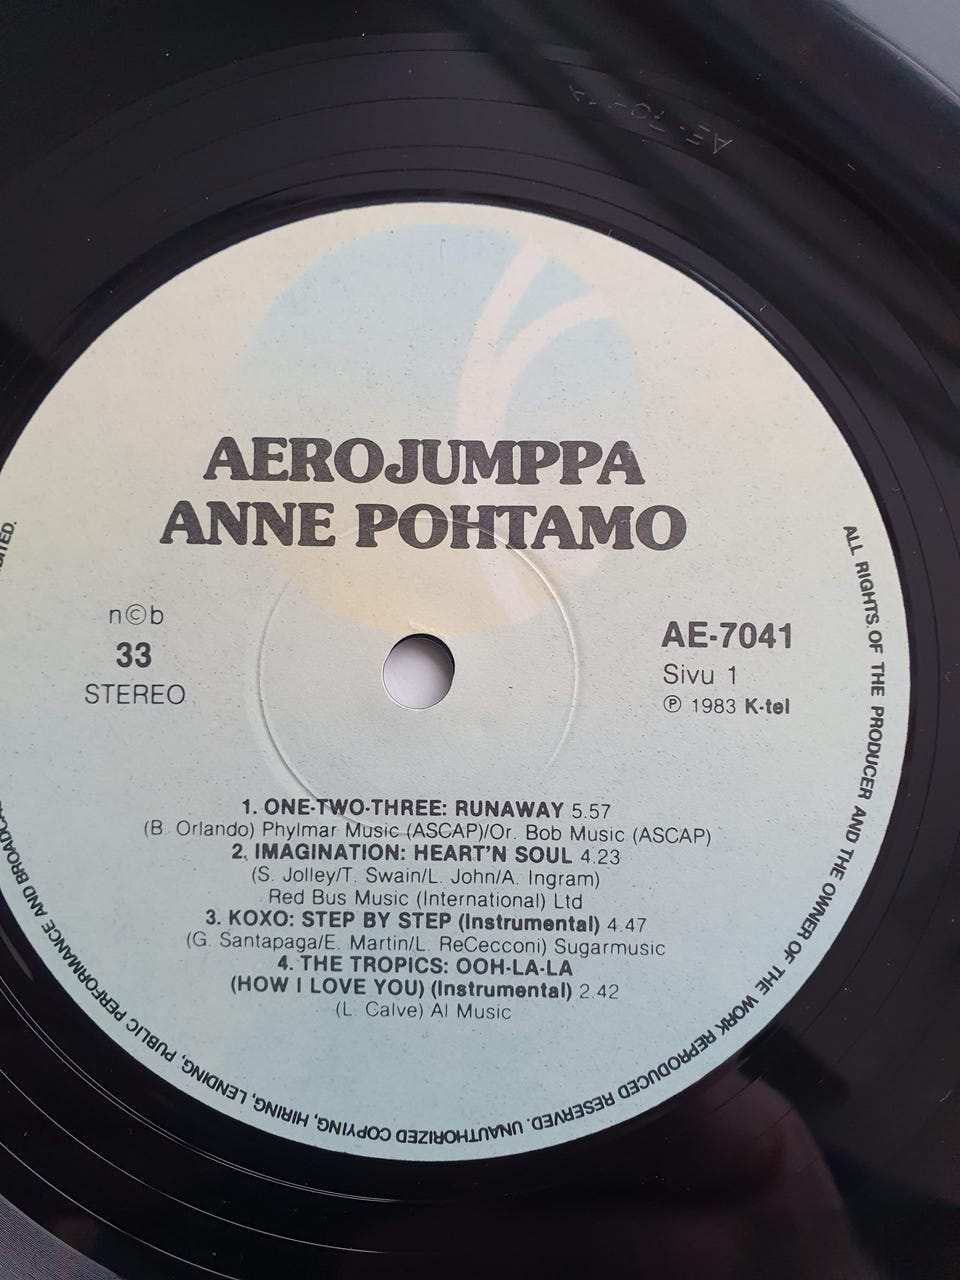 AE-7041-A
AEROJUMPPA
ANNE POHTAMO
n©b
33
STEREO
AE-7041
Sivu 1
℗ 1983 K-tel
1. ONE-TWO-THREE: RUNAWAY 5.57
(B. Orlando) Phylmar Music (ASCAP)/Or. Bob Music (ASCAP)
2. IMAGINATION: HEART'N SOUL 4.23
(S. Jolley/T. Swain/L. John/A. Ingram)
Red Bus Music (International) Ltd
3. KOXO: STEP BY STEP (Instrumental) 4.47
(G. Santapaga/E. Martin/L. ReCecconi) Sugarmusic
4. THE TROPICS: OOH-LA-LA
(HOW I LOVE YOU) (Instrumental) 2.42
(L. Calve) AI Music
ALL RIGHTS OF THE PRODUCER AND THE OWNER OF THE WORK REPRODUCED RESERVED. UNAUTHORIZED COPYING, HIRING, LENDING, PUBLIC PERFORMANCE AND